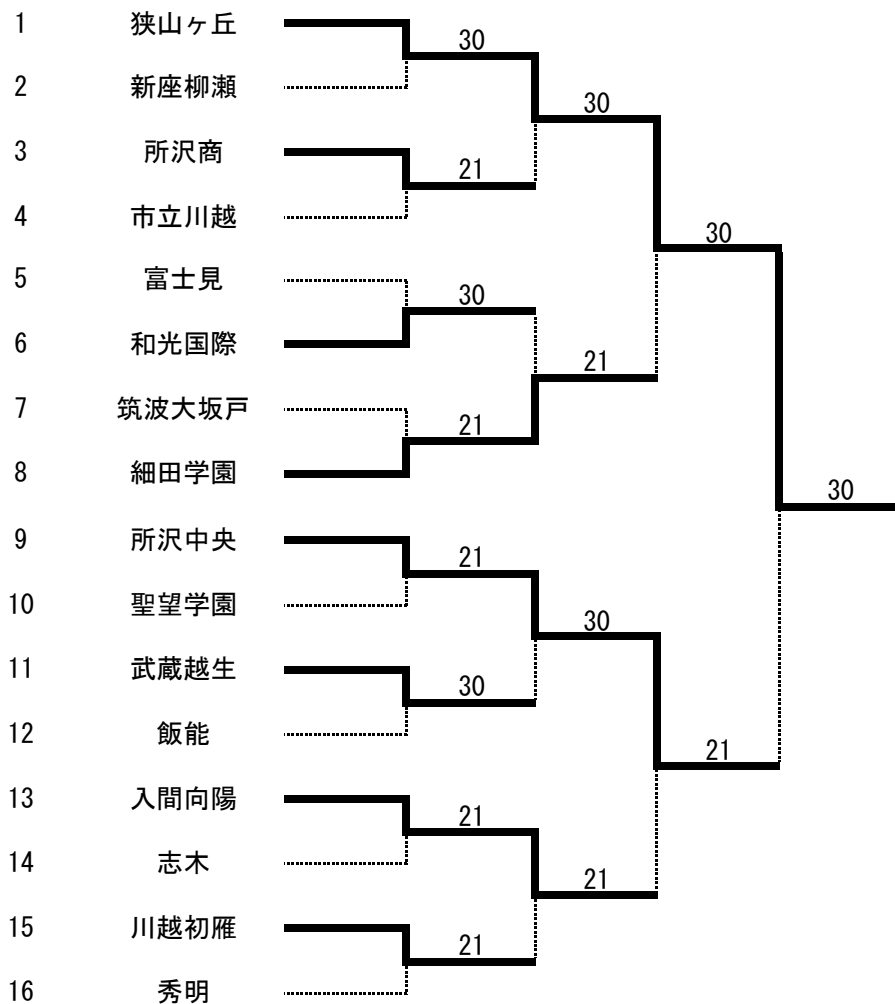 1 狭山ヶ丘
30
2 新座柳瀬
30
3 所沢商
21
4 市立川越
30
5 富士見
30
6 和光国際
21
7 筑波大坂戸
21
8 細田学園
30
9 所沢中央
21
10 聖望学園
30
11 武蔵越生
30
12 飯能
21
13 入間向陽
21
14 志木
21
15 川越初雁
21
16 秀明